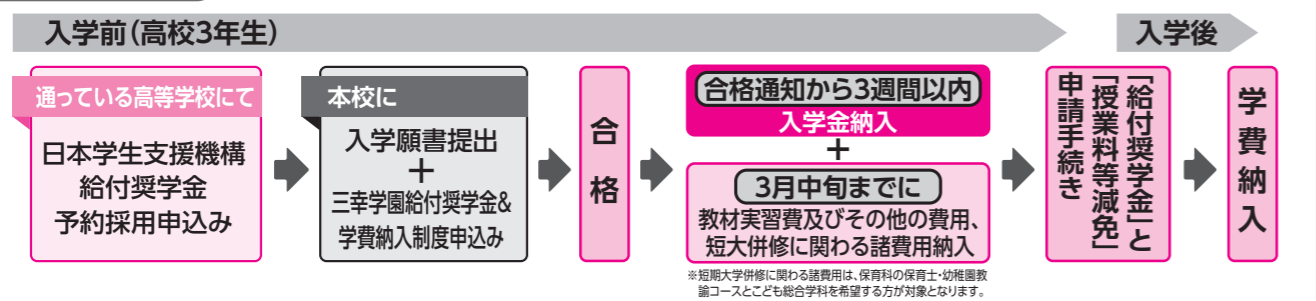 入学前(高校3年生)
入学後
通っている高等学校にて
日本学生支援機構
給付奨学金
予約採用申込み
本校に
入学願書提出
+
三幸学園給付奨学金&
学費納入制度申込み
合格
合格通知から3週間以内
入学金納入
+
3月中旬までに
教材実習費及びその他の費用、
短大併修に関わる諸費用納入
※短期大学併修に関わる諸費用は、保育科の保育士・幼稚園教
諭コースとこども総合学科を希望する方が対象となります。
「給付奨学金」と
「授業料等減免」
申請手続き
学費納入